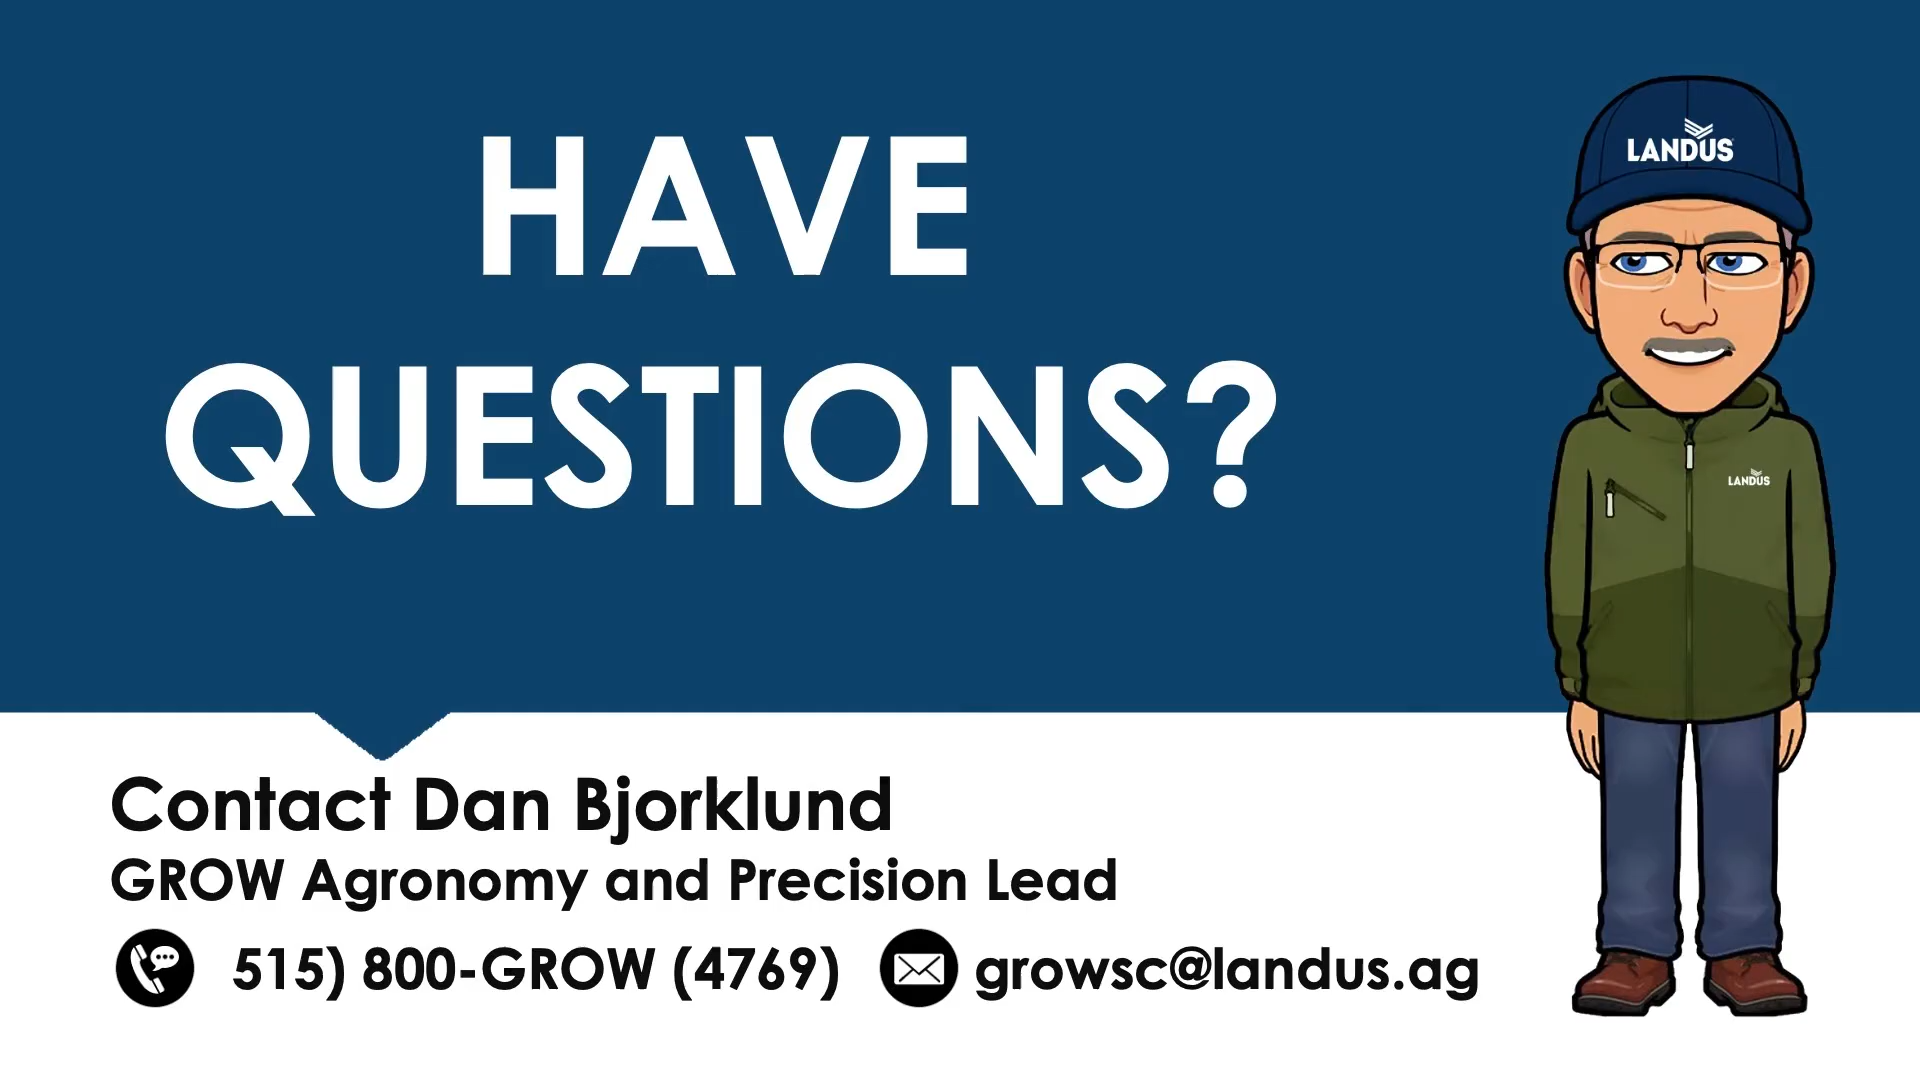 HAVE
QUESTIONS?
LANDUS
LANDUS
Contact Dan Bjorklund
GROW Agronomy and Precision Lead
515) 800-GROW (4769)
growsc@landus.ag